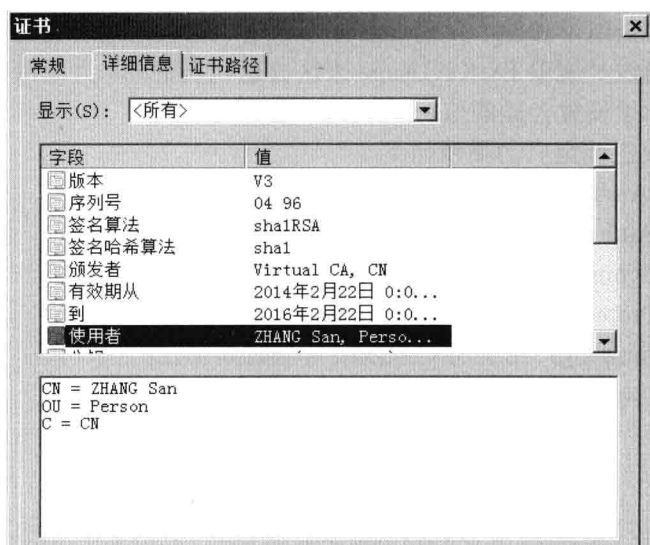 证书
常规 详细信息 证书路径
显示(S): <所有>
字段 值
版本 V3
序列号 04 96
签名算法 sha1RSA
签名哈希算法 sha1
颁发者 Virtual CA, CN
有效期从 2014年2月22日 0:0...
到 2016年2月22日 0:0...
使用者 ZHANG San, Perso...
CN = ZHANG San
OU = Person
C = CN